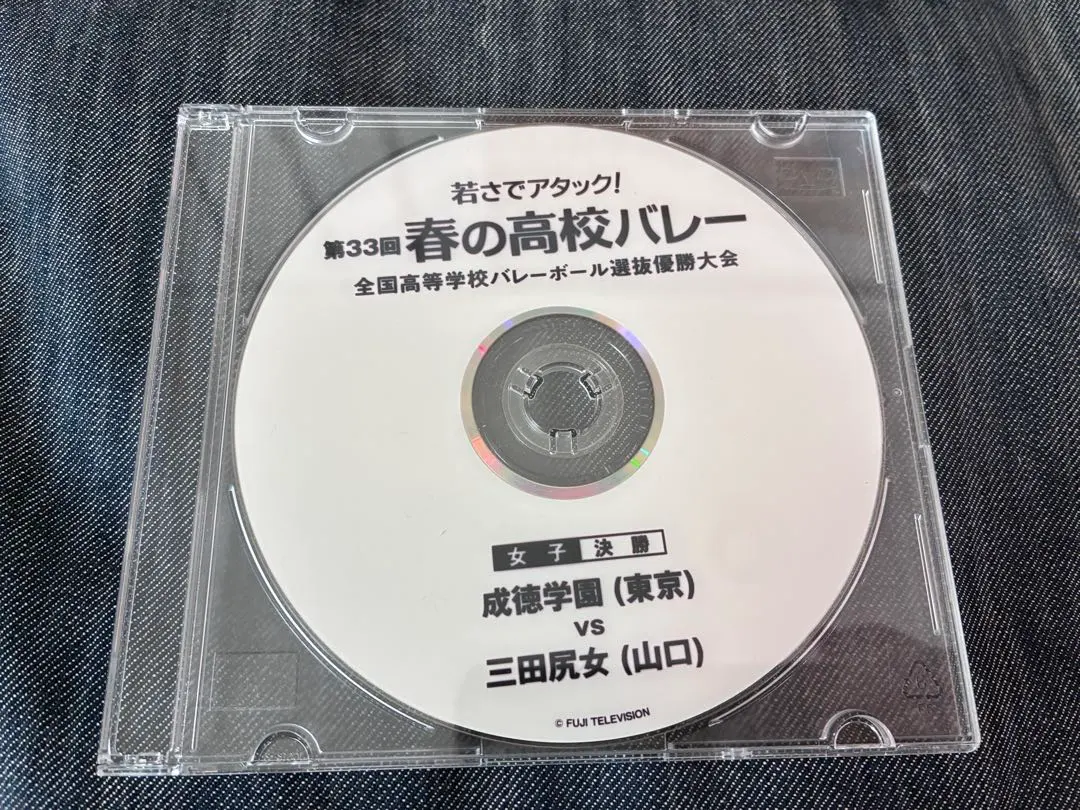 若さでアタック!
第33回 春の高校バレー
全国高等学校バレーボール選抜優勝大会
女子 決勝
成徳学園 (東京)
VS
三田尻女 (山口)
© FUJI TELEVISION